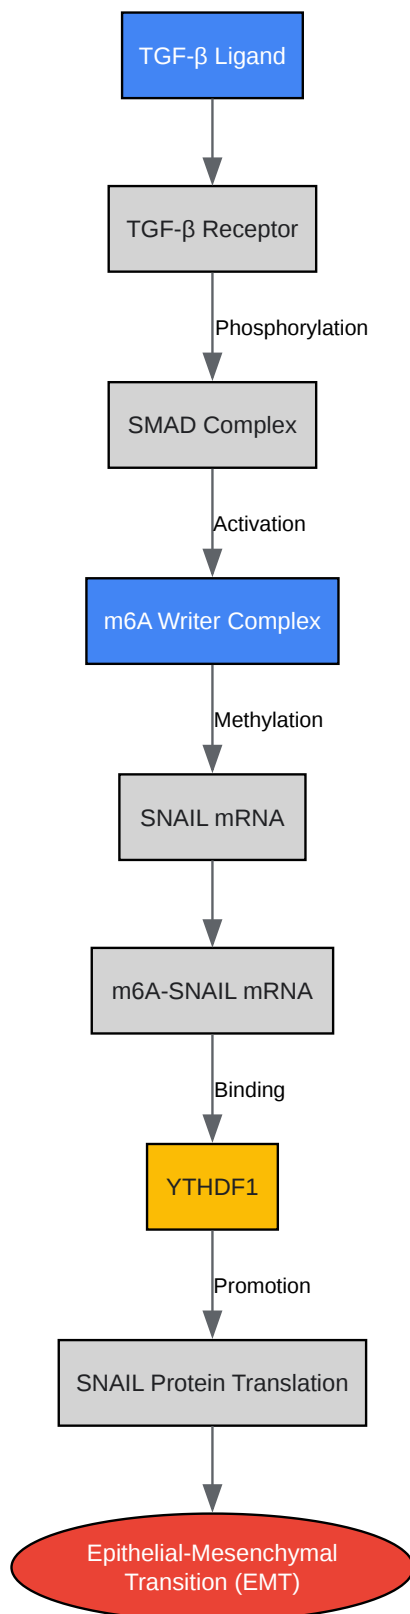 TGF-β Ligand
TGF-β Receptor
Phosphorylation
SMAD Complex
Activation
m6A Writer Complex
Methylation
SNAIL mRNA
m6A-SNAIL mRNA
Binding
YTHDF1
Promotion
SNAIL Protein Translation
Epithelial-Mesenchymal
Transition (EMT)